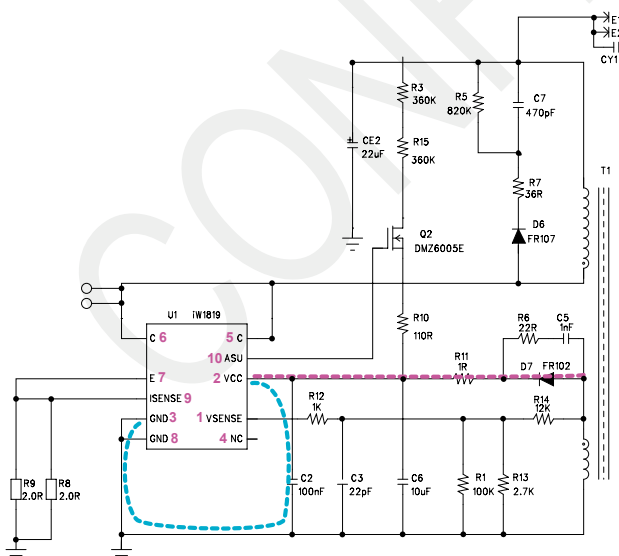 E1
E2
CY1
R3
360K
R5
820K
C7
470pF
CE2
22uF
R15
360K
T1
R7
36R
D6
FR107
Q2
DMZ6005E
U1 iW1819
R10
110R
C 6
5 C
10 ASU
R6
22R
C5
1nF
E 7
2 VCC
R11
1R
D7
FR102
ISENSE 9
R12
1K
R14
12K
GND 3
1 VSENSE
GND 8
4 NC
R9
2.0R
R8
2.0R
C2
100nF
C3
22pF
C6
10uF
R1
100K
R13
2.7K